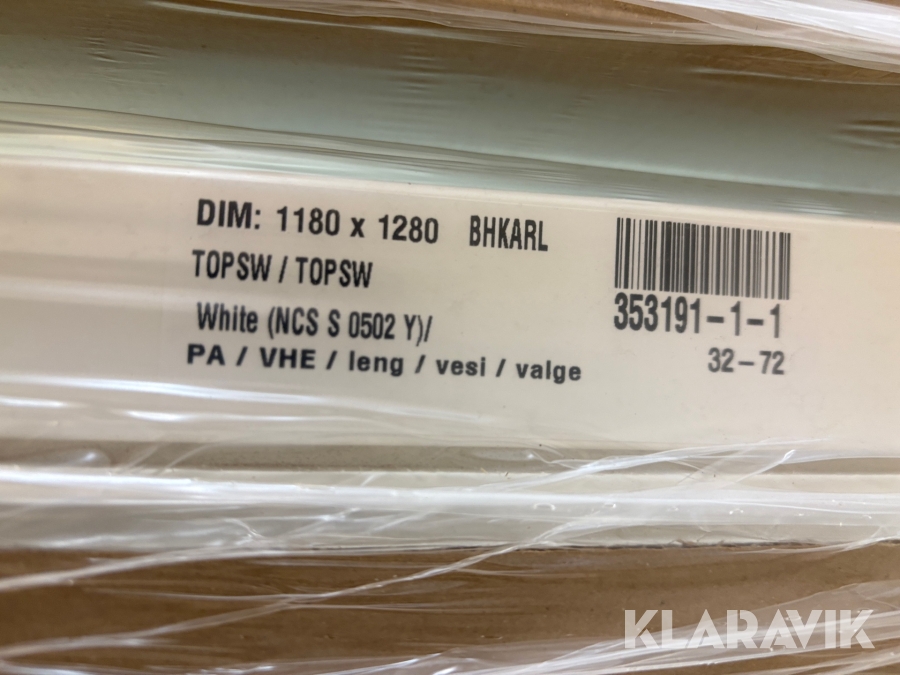 DIM: 1180 x 1280 BHKARL
TOPSW / TOPSW
White (NCS S 0502 Y)/
PA / VHE / leng / vesi / valge
353191-1-1
32-72
KLARAVIK